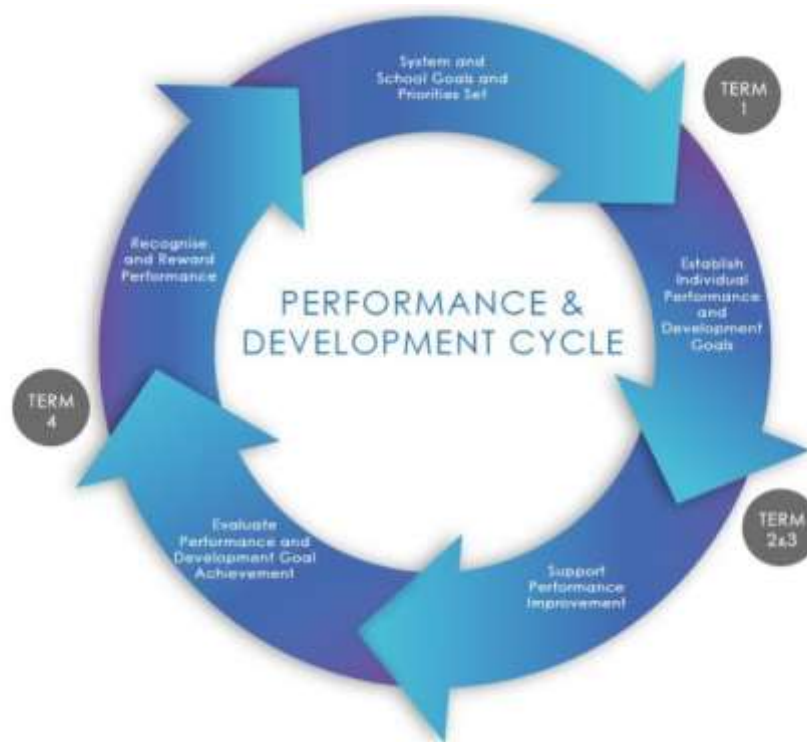 System and
School Goals and
Priorities Set
TERM
1
Establish
Individual
Performance
and
Development
Goals
TERM
2&3
Support
Performance
Improvement
Evaluate
Performance and
Development Goal
Achievement
TERM
4
Recognise
and Reward
Performance
PERFORMANCE &
DEVELOPMENT CYCLE